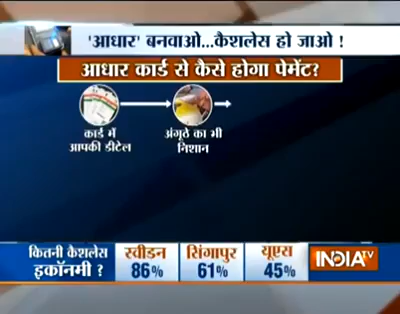 'आधार' बनवाओ...कैशलेस हो जाओ !
आधार कार्ड से कैसे होगा पेमेंट?
कार्ड में
आपकी डीटेल
अंगूठे का भी
निशान
कितनी कैशलेस
इकॉनमी ?
स्वीडन
86%
सिंगापुर
61%
यूएस
45%
INDIA TV